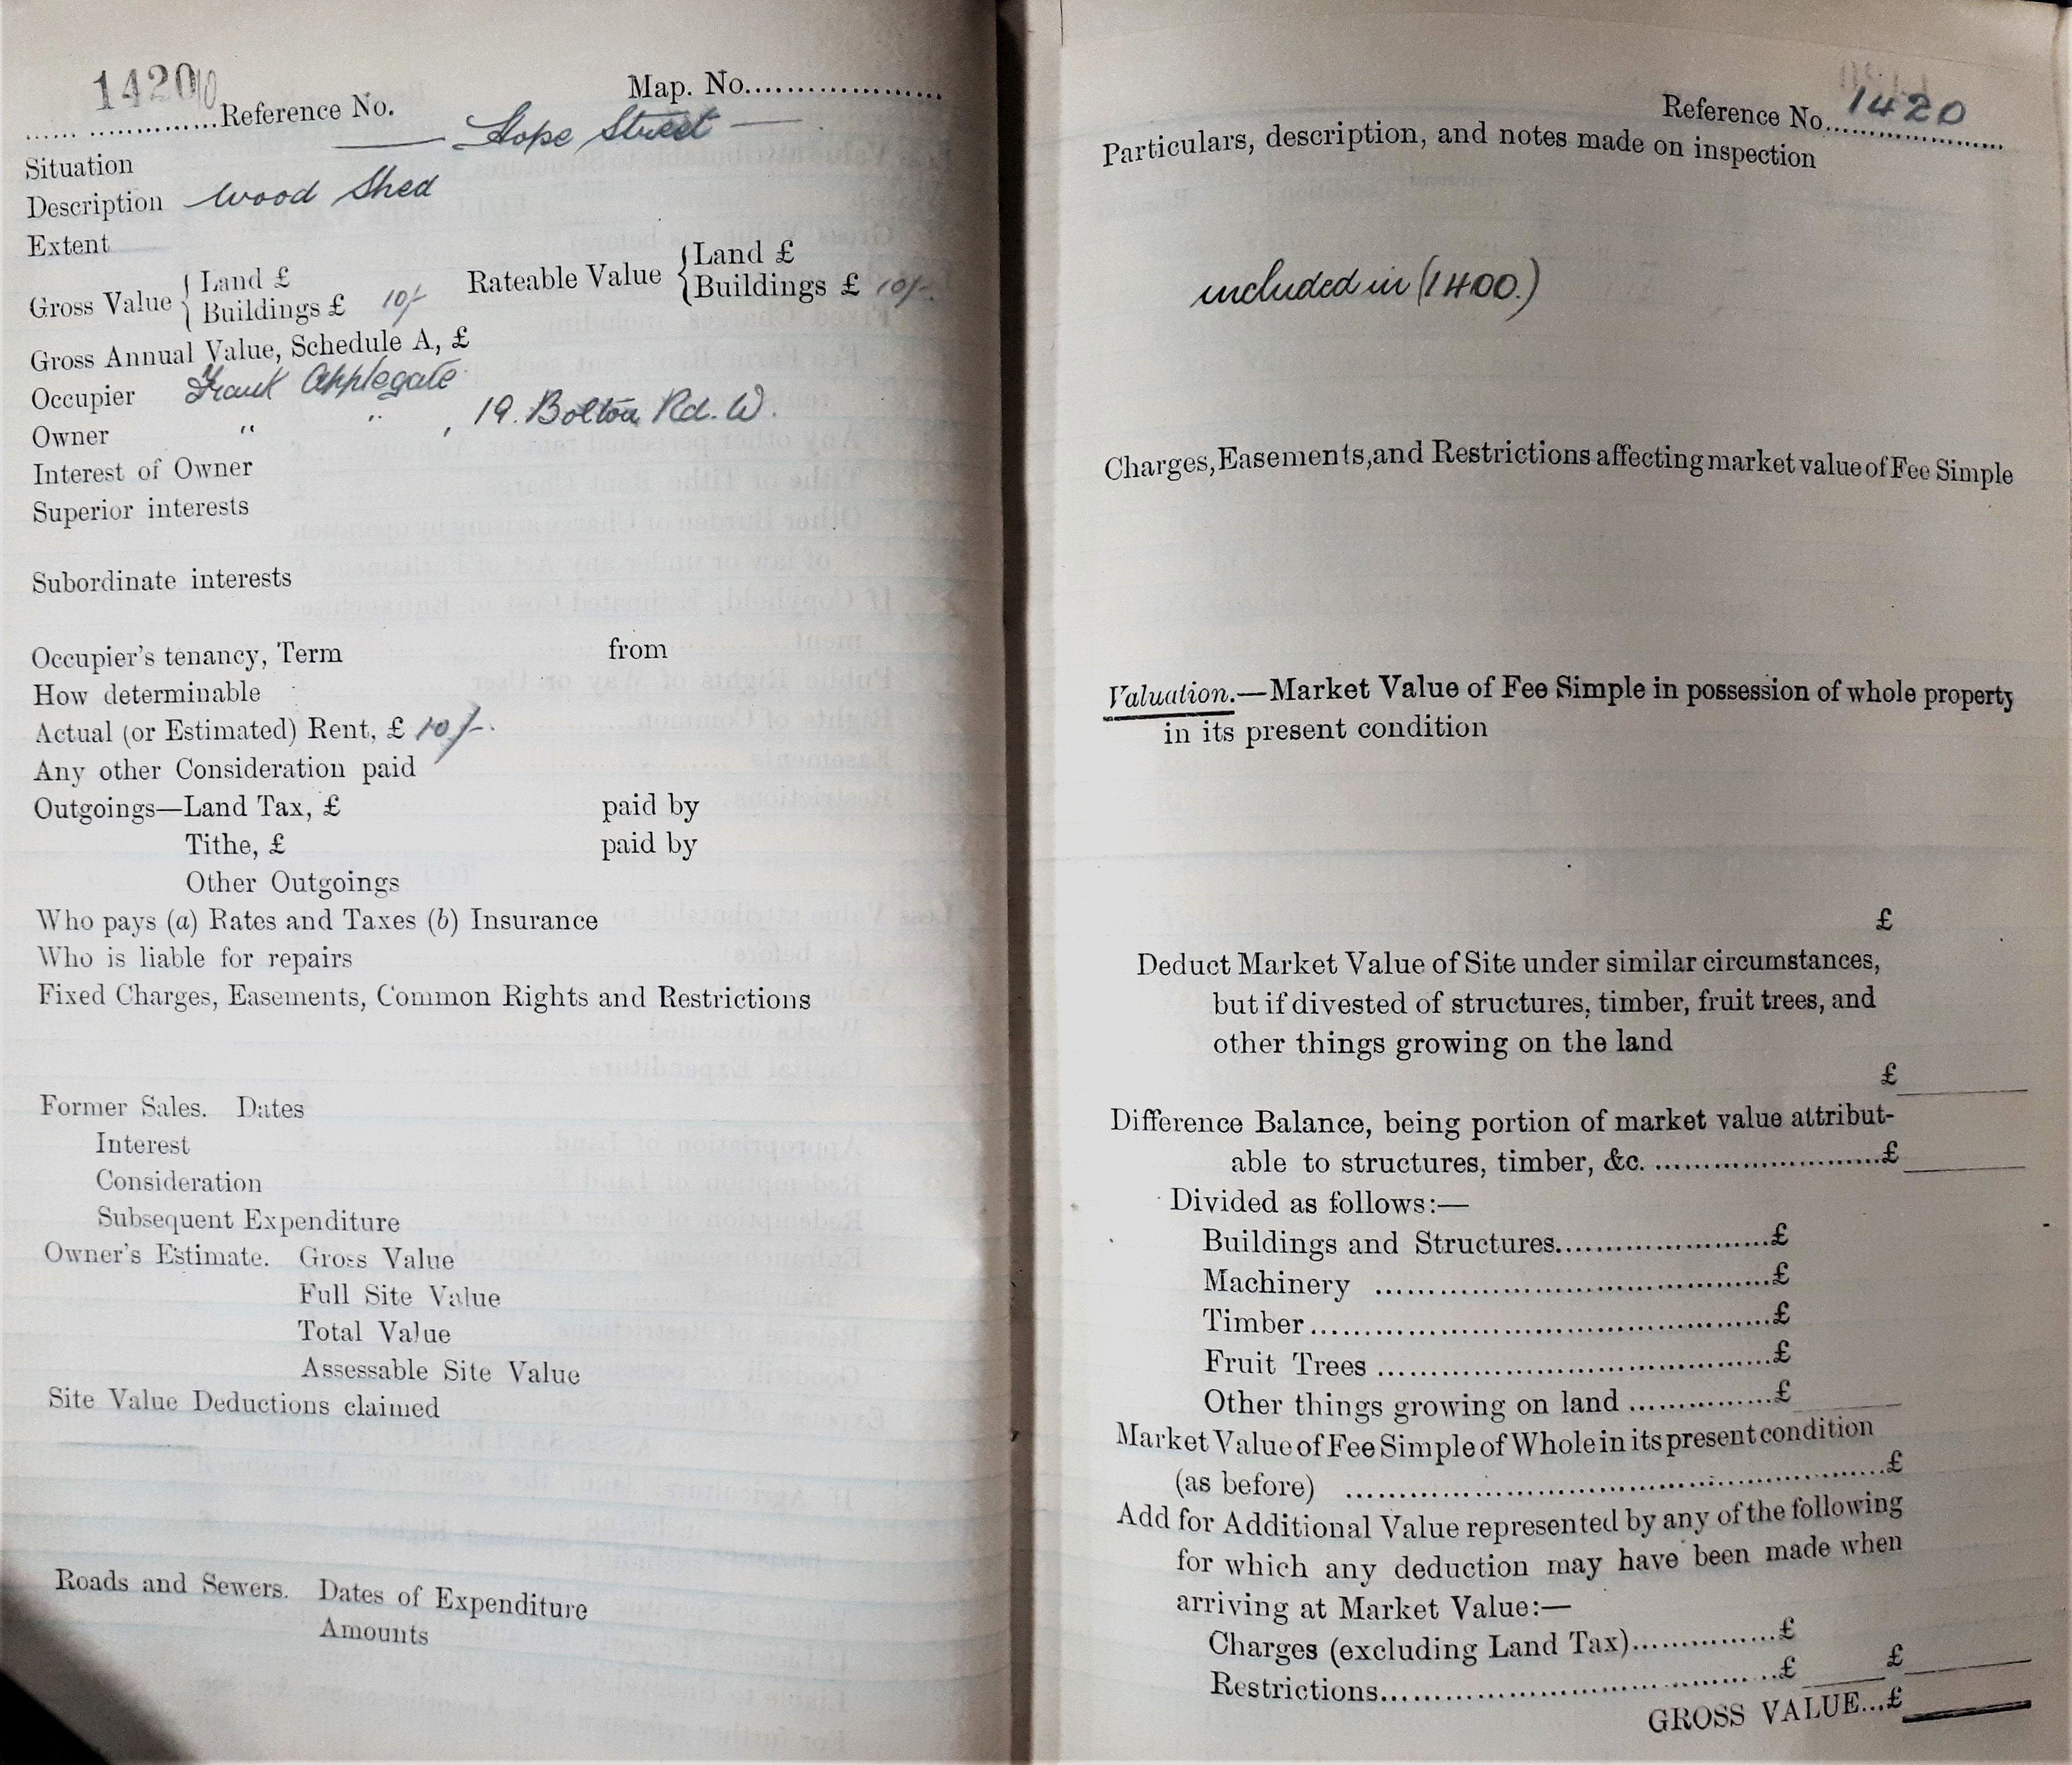 1420
Map. No....................
...... .............Reference No.
Situation — Hope Street —
Description Wood Shed
Extent
Gross Value { Land £
Buildings £ 10/-
Rateable Value { Land £
Buildings £ 10/-
Gross Annual Value, Schedule A, £
Occupier Frank Applegate
Owner " " , 19. Bolton Rd. W.
Interest of Owner
Superior interests
Subordinate interests
Occupier's tenancy, Term from
How determinable
Actual (or Estimated) Rent, £ 10/-.
Any other Consideration paid
Outgoings—Land Tax, £ paid by
Tithe, £ paid by
Other Outgoings
Who pays (a) Rates and Taxes (b) Insurance
Who is liable for repairs
Fixed Charges, Easements, Common Rights and Restrictions
Former Sales. Dates
Interest
Consideration
Subsequent Expenditure
Owner's Estimate. Gross Value
Full Site Value
Total Value
Assessable Site Value
Site Value Deductions claimed
Roads and Sewers. Dates of Expenditure
Amounts
Reference No. 1420
Particulars, description, and notes made on inspection
included in (1400.)
Charges, Easements, and Restrictions affecting market value of Fee Simple
Valuation.—Market Value of Fee Simple in possession of whole property
in its present condition
£
Deduct Market Value of Site under similar circumstances,
but if divested of structures, timber, fruit trees, and
other things growing on the land
£
Difference Balance, being portion of market value attribut-
able to structures, timber, &c. ..........................£
Divided as follows:—
Buildings and Structures.......................£
Machinery ..........................................£
Timber..................................................£
Fruit Trees ..........................................£
Other things growing on land ...............£
Market Value of Fee Simple of Whole in its present condition
(as before) ............................................................£
Add for Additional Value represented by any of the following
for which any deduction may have been made when
arriving at Market Value:—
Charges (excluding Land Tax)...............£
Restrictions..........................................£ £
GROSS VALUE...£